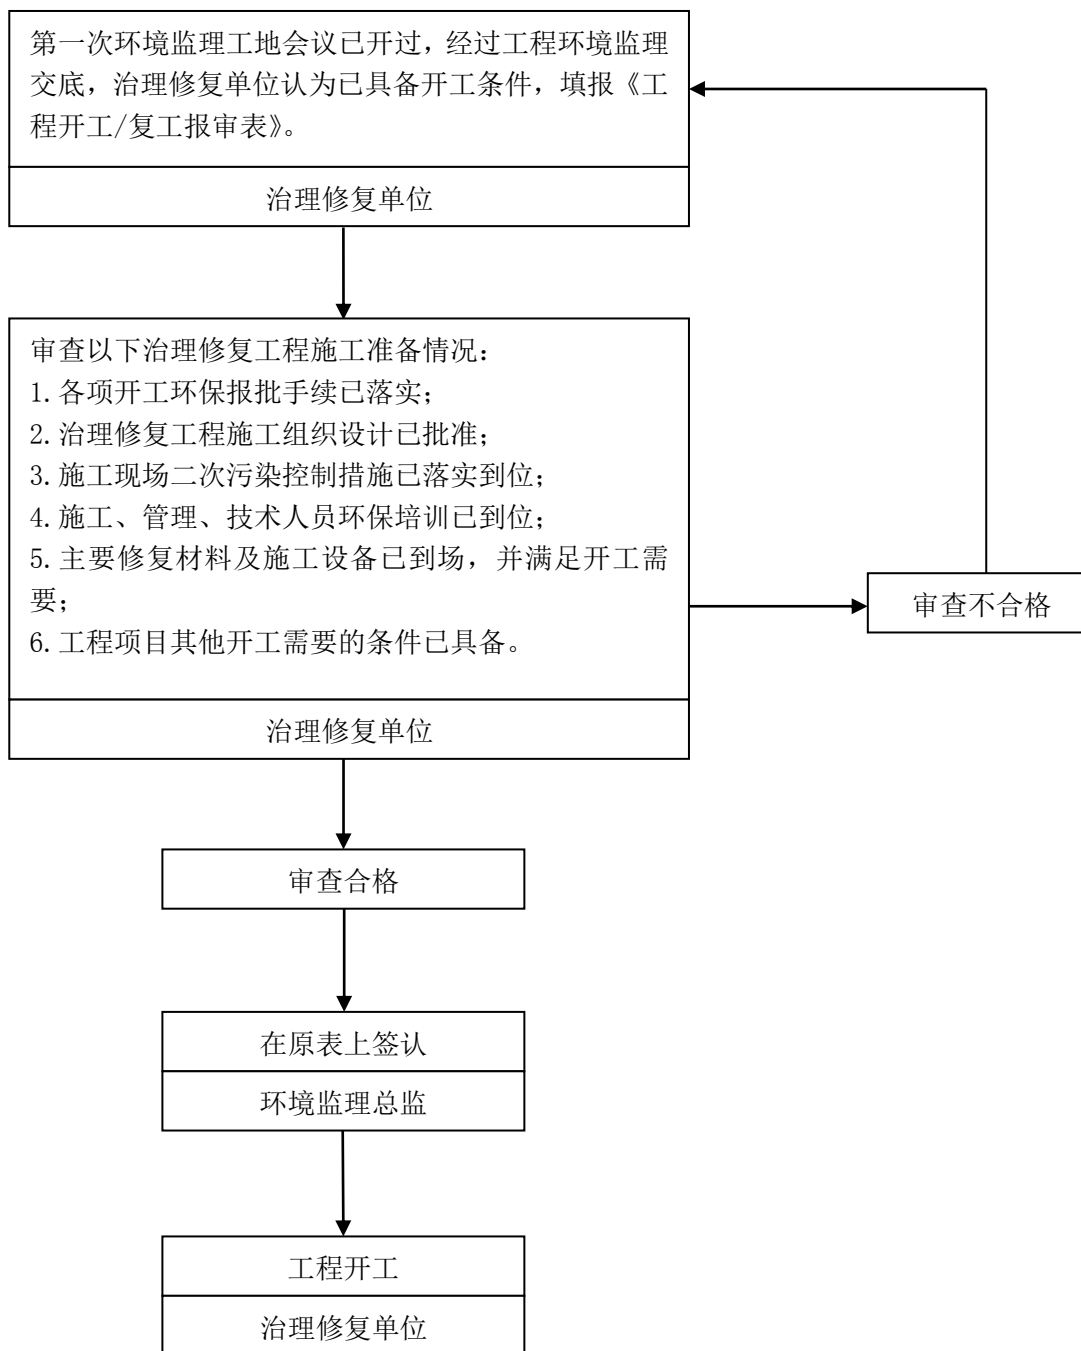 第一次环境监理工地会议已开过，经过工程环境监理
交底，治理修复单位认为已具备开工条件，填报《工
程开工/复工报审表》。
治理修复单位
审查以下治理修复工程施工准备情况：
1.各项开工环保报批手续已落实；
2.治理修复工程施工组织设计已批准；
3.施工现场二次污染控制措施已落实到位；
4.施工、管理、技术人员环保培训已到位；
5.主要修复材料及施工设备已到场，并满足开工需
要；
6.工程项目其他开工需要的条件已具备。
治理修复单位
审查不合格
审查合格
在原表上签认
环境监理总监
工程开工
治理修复单位